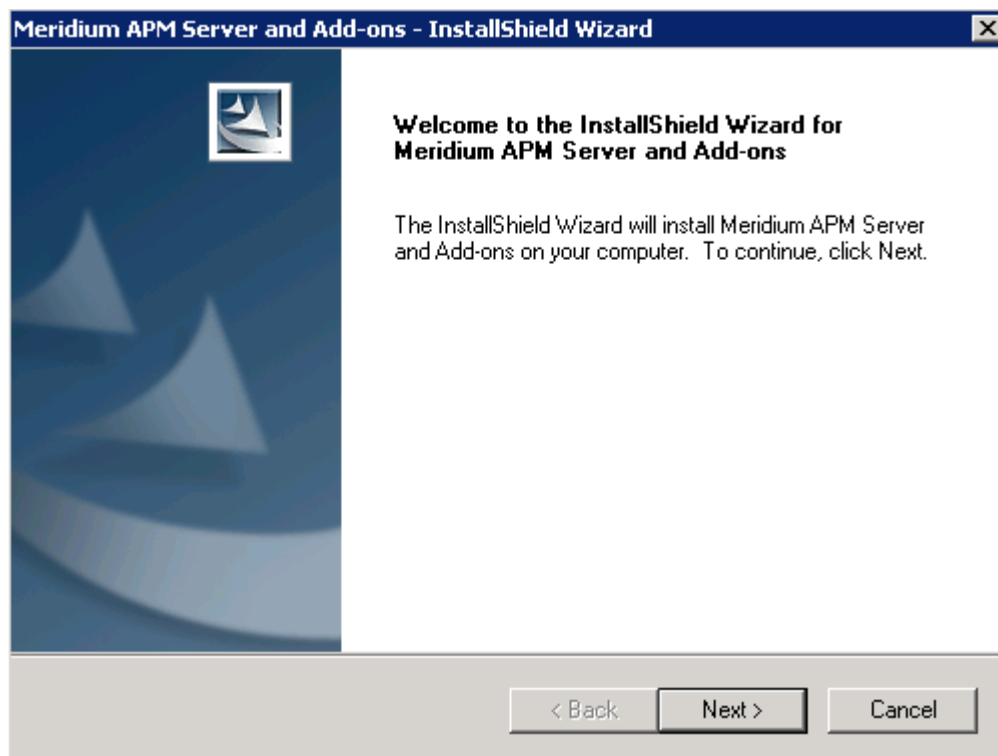 Meridium APM Server and Add-ons - InstallShield Wizard
Welcome to the InstallShield Wizard for
Meridium APM Server and Add-ons
The InstallShield Wizard will install Meridium APM Server
and Add-ons on your computer.  To continue, click Next.
< Back
Next >
Cancel